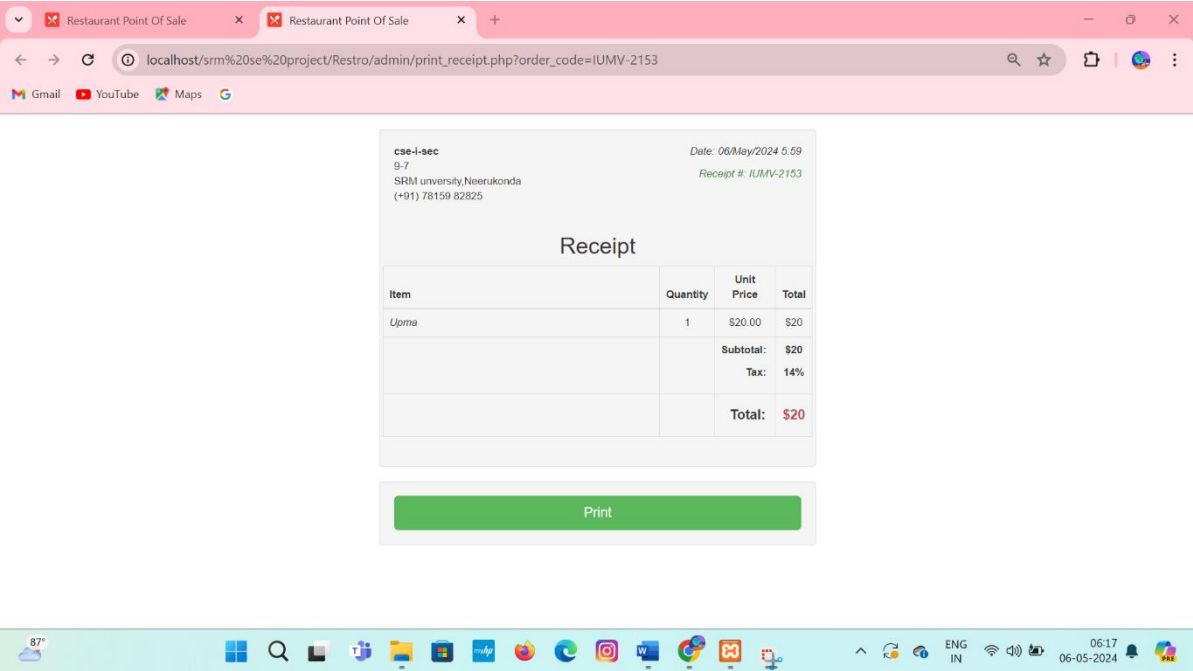 Restaurant Point Of Sale
Restaurant Point Of Sale
localhost/srm%20se%20project/Restro/admin/print_receipt.php?order_code=IUMV-2153
Gmail YouTube Maps
cse-i-sec
9-7
SRM unversity,Neerukonda
(+91) 78159 82825
Date: 06/May/2024 5:59
Receipt #: IUMV-2153
Receipt
Item Quantity Unit Price Total
Upma 1 $20.00 $20
Subtotal: $20
Tax: 14%
Total: $20
Print
87°
ENG
IN
06:17
06-05-2024